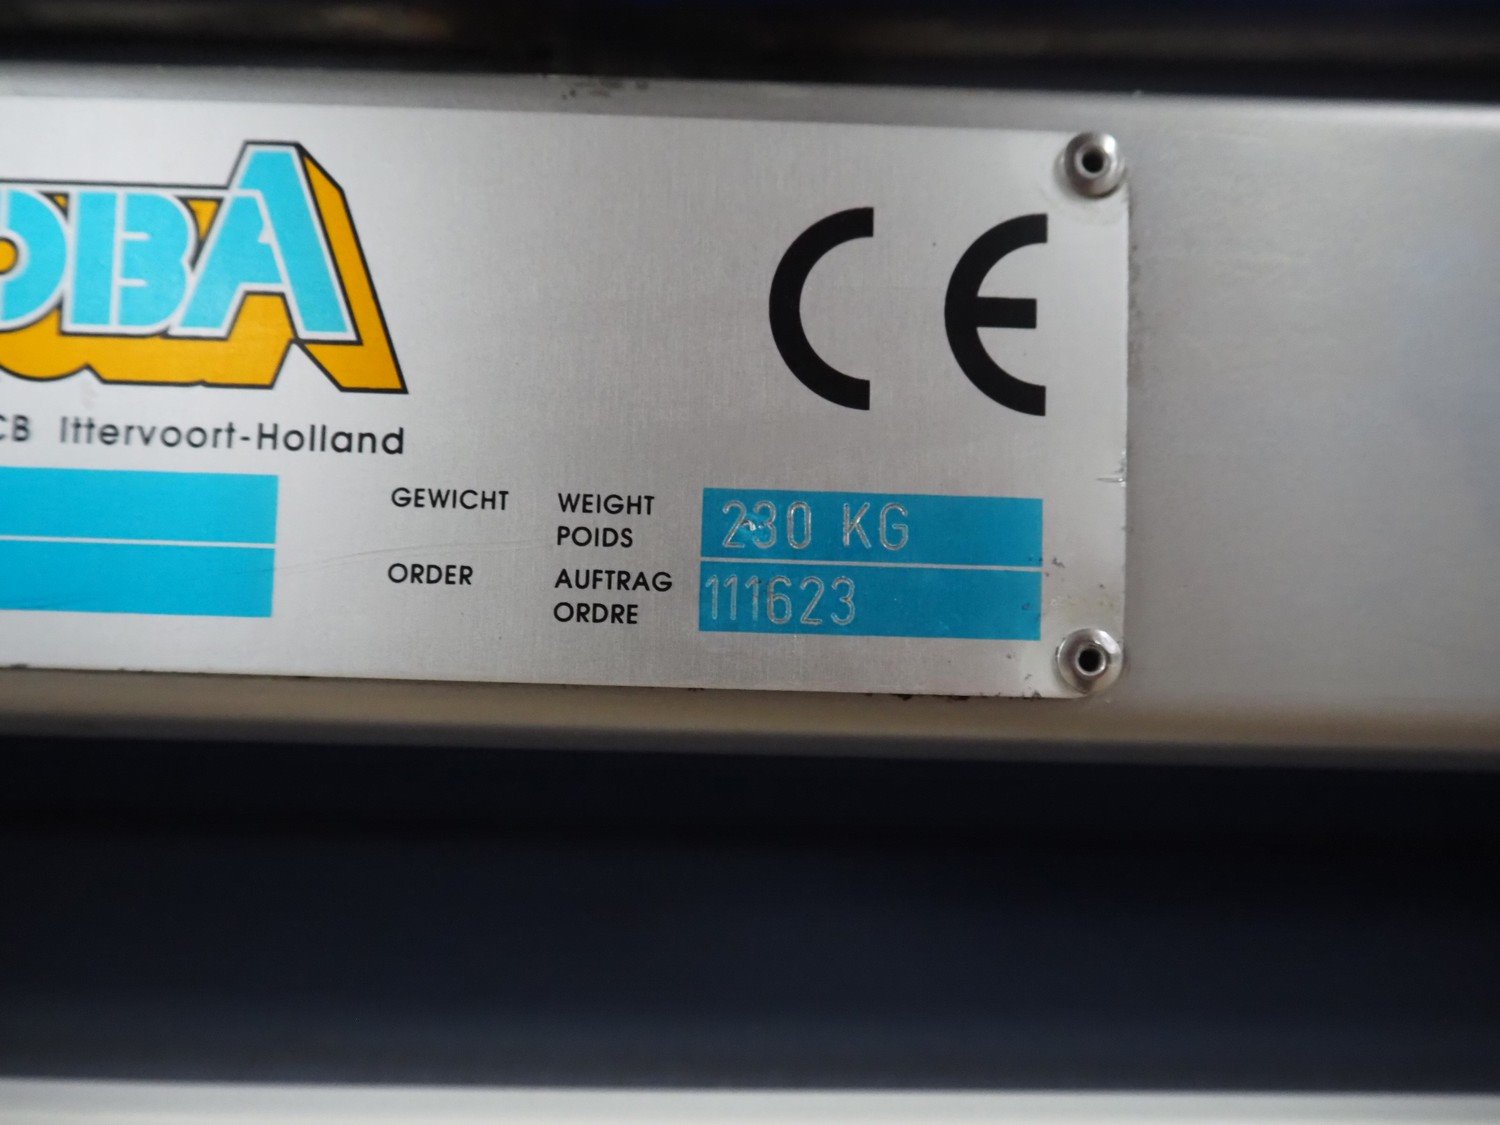 CE
CB Ittervoort-Holland
GEWICHT WEIGHT 230 KG
POIDS
ORDER AUFTRAG 111623
ORDRE